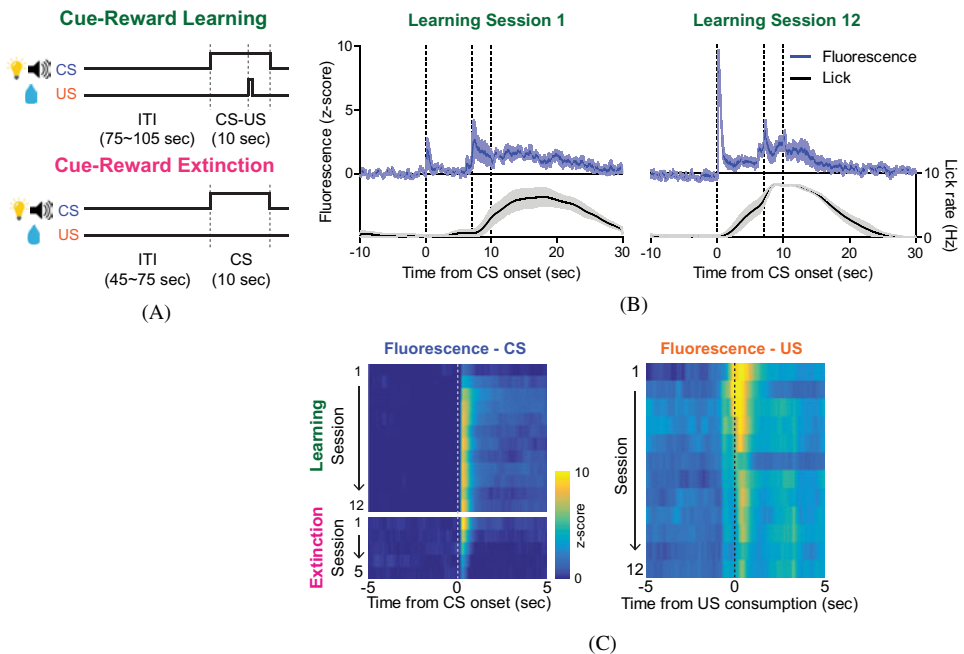 Cue-Reward Learning
CS
US
ITI
(75~105 sec)
CS-US
(10 sec)
Cue-Reward Extinction
CS
US
ITI
(45~75 sec)
CS
(10 sec)
(A)
Learning Session 1
Learning Session 12
Fluorescence (z-score)
10
5
0
Fluorescence
Lick
10
0
Lick rate (Hz)
-10 0 10 20 30
Time from CS onset (sec)
-10 0 10 20 30
Time from CS onset (sec)
(B)
Fluorescence - CS
Learning
Session
1
12
Extinction
Session
1
5
-5 0 5
Time from CS onset (sec)
10
z-score
0
Fluorescence - US
Session
1
12
-5 0 5
Time from US consumption (sec)
(C)